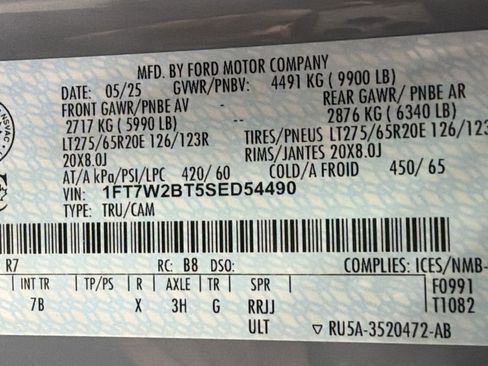 MFD. BY FORD MOTOR COMPANY
DATE: 05/25 GVWR/PNBV: 4491 KG ( 9900 LB)
FRONT GAWR/PNBE AV REAR GAWR/ PNBE AR
2717 KG ( 5990 LB) 2876 KG ( 6340 LB)
LT275/65R20E 126/123R TIRES/PNEUS LT275/65R20E 126/123R
20X8.0J RIMS/JANTES 20X8.0J
AT/A kPa/PSI/LPC 420/ 60 COLD/A FROID 450/ 65
VIN: 1FT7W2BT5SED54490
TYPE: TRU/CAM
R7 RC: B8 DSO: COMPLIES: ICES/NMB-
INT TR TP/PS R AXLE TR SPR F0991
7B X 3H G RRJJ T1082
ULT ▽ RU5A-3520472-AB
NSVAC